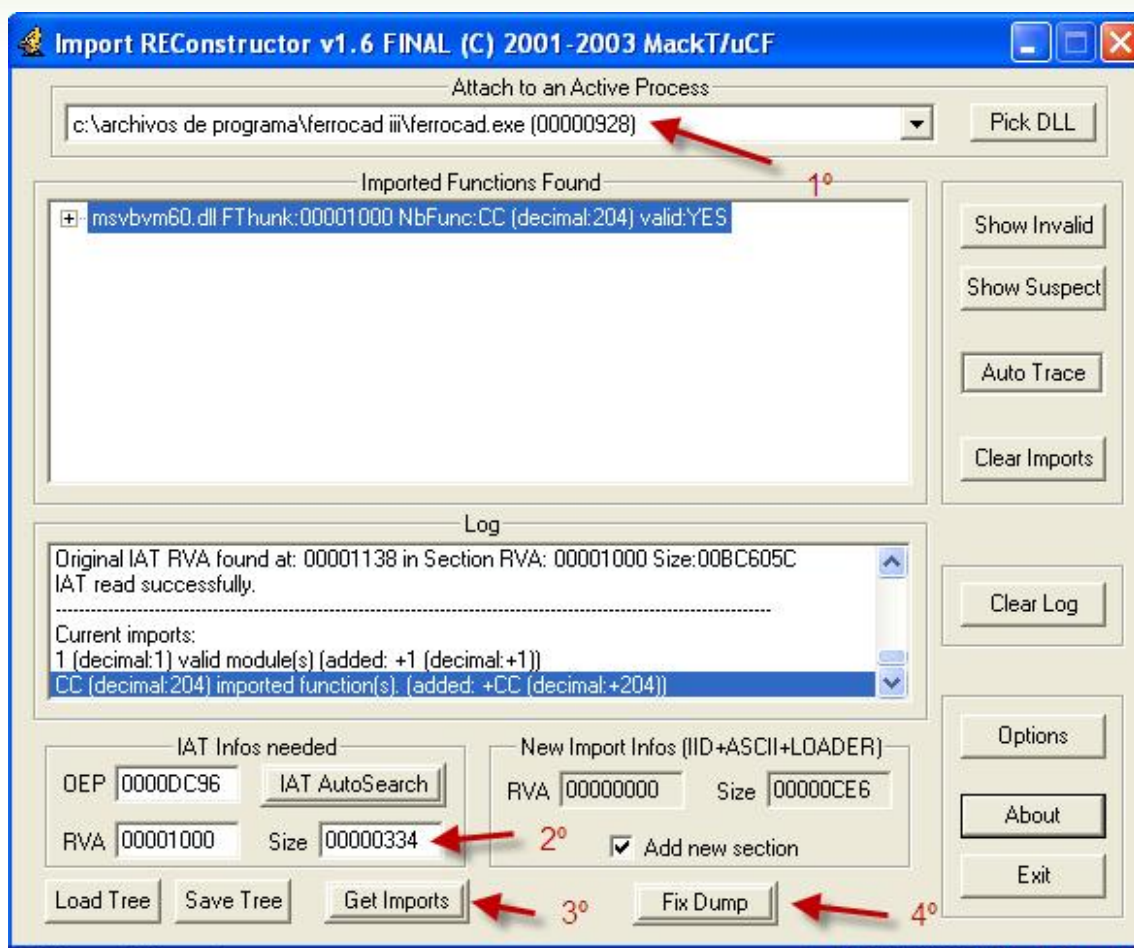 Import REConstructor v1.6 FINAL (C) 2001-2003 MackT/uCF
Attach to an Active Process
c:\archivos de programa\ferrocad iii\ferrocad.exe (00000928)
Pick DLL
1º
Imported Functions Found
msvbvm60.dll FThunk:00001000 NbFunc:CC (decimal:204) valid:YES
Show Invalid
Show Suspect
Auto Trace
Clear Imports
Log
Original IAT RVA found at: 00001138 in Section RVA: 00001000 Size:00BC605C
IAT read successfully.
---------------------------------------------------------------------------------------------------
Current imports:
1 (decimal:1) valid module(s) (added: +1 (decimal:+1))
CC (decimal:204) imported function(s). (added: +CC (decimal:+204))
Clear Log
IAT Infos needed
OEP 0000DC96 IAT AutoSearch
RVA 00001000 Size 00000334
2º
New Import Infos (IID+ASCII+LOADER)
RVA 00000000 Size 00000CE6
Add new section
Options
About
Exit
Load Tree Save Tree Get Imports 3º Fix Dump 4º